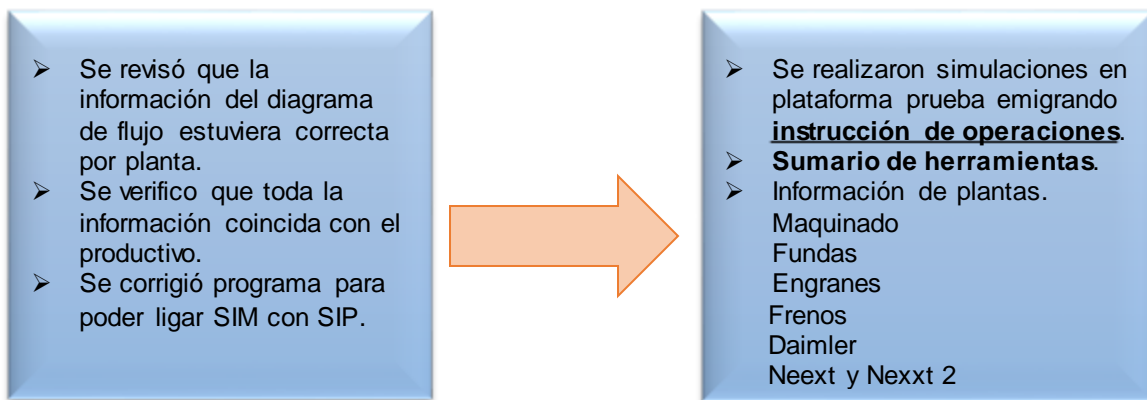 ➢ Se revisó que la
información del diagrama
de flujo estuviera correcta
por planta.
➢ Se verifico que toda la
información coincida con el
productivo.
➢ Se corrigió programa para
poder ligar SIM con SIP.
➢ Se realizaron simulaciones en
plataforma prueba emigrando
instrucción de operaciones.
➢ Sumario de herramientas.
➢ Información de plantas.
Maquinado
Fundas
Engranes
Frenos
Daimler
Neext y Nexxt 2